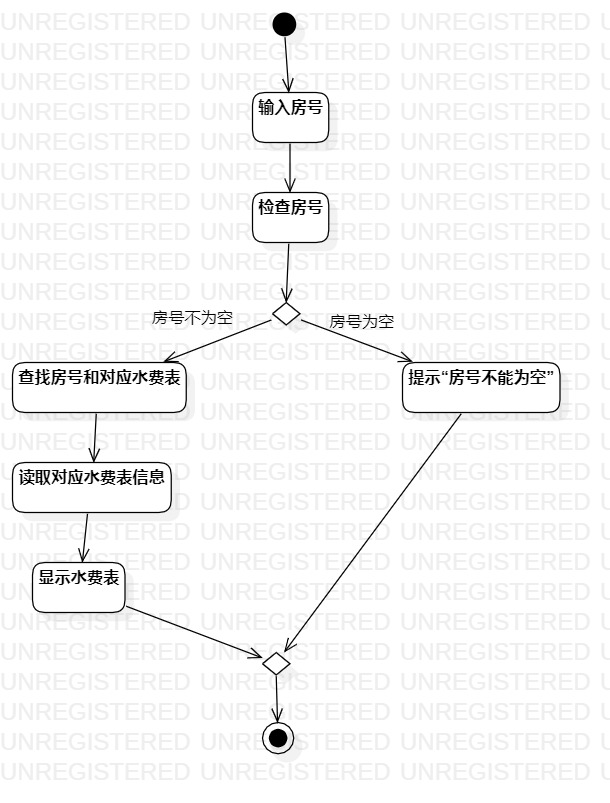 输入房号
检查房号
房号不为空
房号为空
查找房号和对应水费表
提示“房号不能为空”
读取对应水费表信息
显示水费表
UNREGISTERED